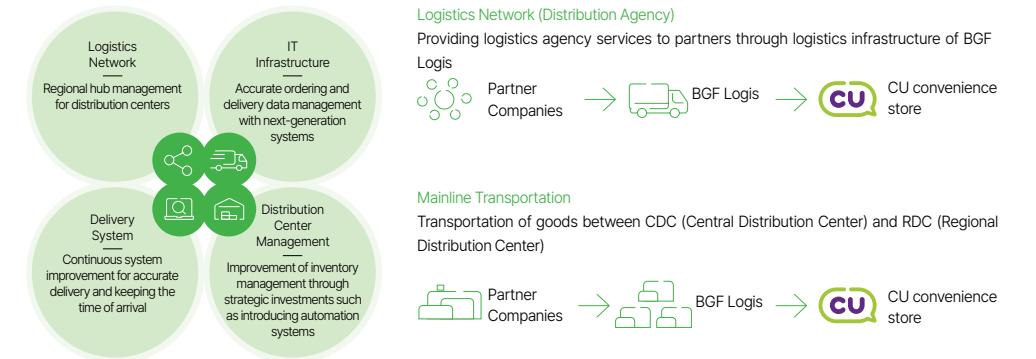 Logistics
Network
Regional hub management
for distribution centers
IT
Infrastructure
Accurate ordering and
delivery data management
with next-generation
systems
Delivery
System
Continuous system
improvement for accurate
delivery and keeping the
time of arrival
Distribution
Center
Management
Improvement of inventory
management through
strategic investments such
as introducing automation
systems
Logistics Network (Distribution Agency)
Providing logistics agency services to partners through logistics infrastructure of BGF
Logis
Partner
Companies
BGF Logis
CU
CU convenience
store
Mainline Transportation
Transportation of goods between CDC (Central Distribution Center) and RDC (Regional
Distribution Center)
Partner
Companies
BGF Logis
CU
CU convenience
store